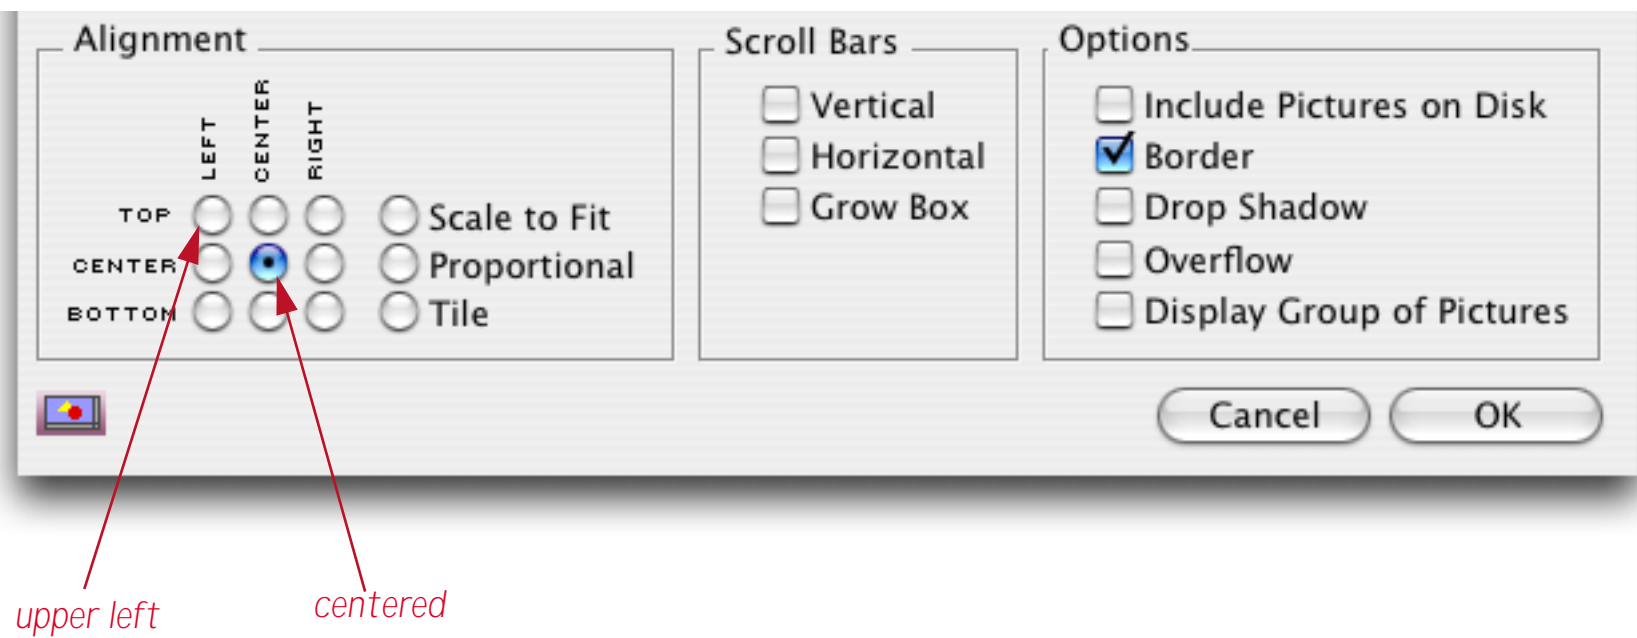 Alignment
LEFT
CENTER
RIGHT
TOP
CENTER
BOTTOM
Scale to Fit
Proportional
Tile
Scroll Bars
Vertical
Horizontal
Grow Box
Options
Include Pictures on Disk
Border
Drop Shadow
Overflow
Display Group of Pictures
Cancel
OK
upper left
centered